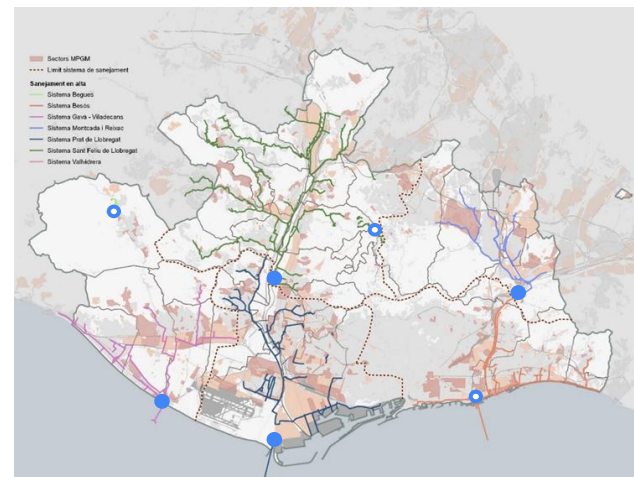 Sectors MPGM
Límit sistema de sanejament
Sanejament en alta
Sistema Begues
Sistema Besòs
Sistema Gavà - Viladecans
Sistema Montcada i Reixac
Sistema Prat de Llobregat
Sistema Sant Feliu de Llobregat
Sistema Vallvidrera